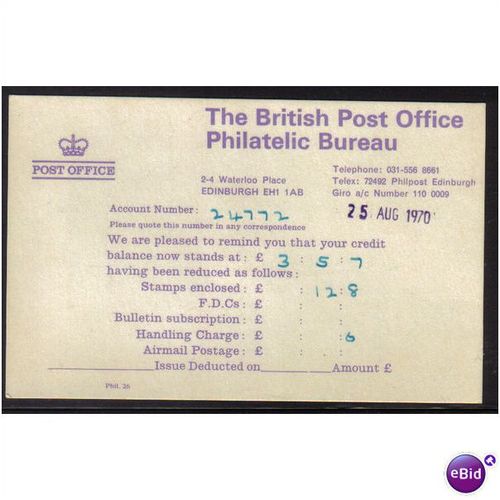 The British Post Office
Philatelic Bureau
POST OFFICE
2-4 Waterloo Place
EDINBURGH EH1 1AB
Telephone: 031-556 8661
Telex: 72492 Philpost Edinburgh
Giro a/c Number 110 0009
Account Number: 24772
25 AUG 1970
Please quote this number in any correspondence
We are pleased to remind you that your credit
balance now stands at: £ 3 : 5 : 7
having been reduced as follows:
Stamps enclosed: £ : 12 : 8
F.D.Cs: £ : :
Bulletin subscription: £ : :
Handling Charge: £ : : 6
Airmail Postage: £ : :
Issue Deducted on Amount £
Phil. 25
eBid